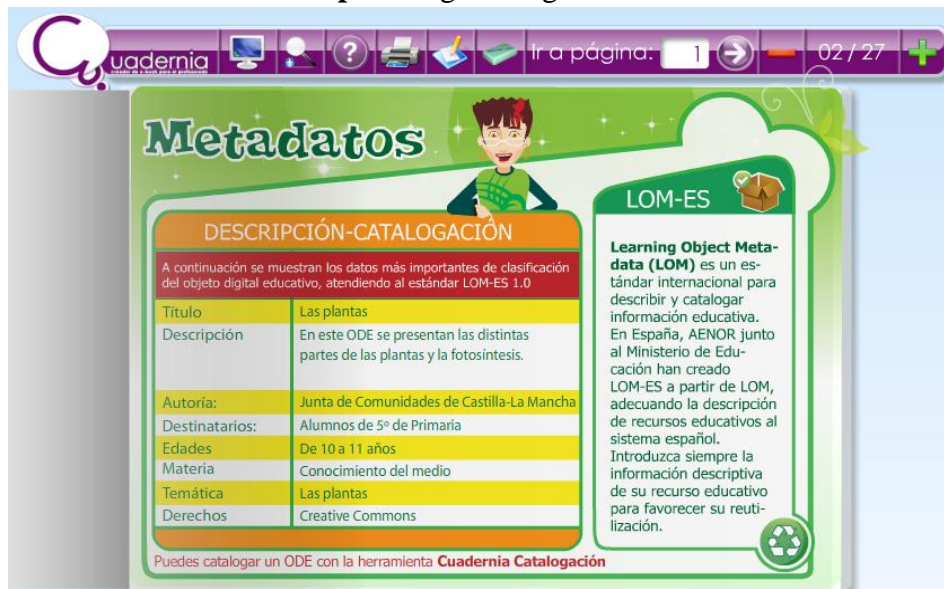 uadernia
creador de e-book para el profesorado
Ir a página: 1
02 / 27
Metadatos
DESCRIPCIÓN-CATALOGACIÓN
A continuación se muestran los datos más importantes de clasificación
del objeto digital educativo, atendiendo al estándar LOM-ES 1.0
Título Las plantas
Descripción En este ODE se presentan las distintas
partes de las plantas y la fotosíntesis.
Autoría: Junta de Comunidades de Castilla-La Mancha
Destinatarios: Alumnos de 5º de Primaria
Edades De 10 a 11 años
Materia Conocimiento del medio
Temática Las plantas
Derechos Creative Commons
Puedes catalogar un ODE con la herramienta Cuadernia Catalogación
LOM-ES
Learning Object Meta-
data (LOM) es un es-
tándar internacional para
describir y catalogar
información educativa.
En España, AENOR junto
al Ministerio de Edu-
cación han creado
LOM-ES a partir de LOM,
adecuando la descripción
de recursos educativos al
sistema español.
Introduzca siempre la
información descriptiva
de su recurso educativo
para favorecer su reuti-
lización.